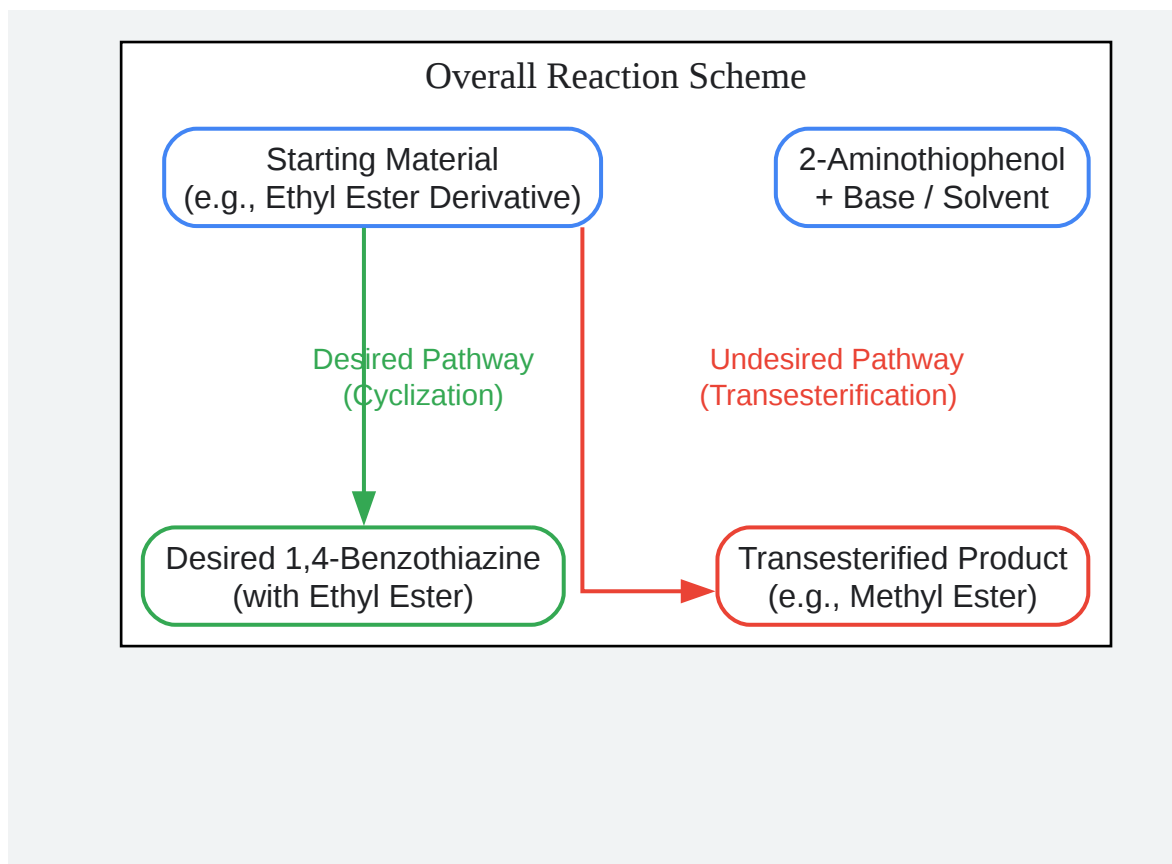 Overall Reaction Scheme
Starting Material
(e.g., Ethyl Ester Derivative)
2-Aminothiophenol
+ Base / Solvent
Desired Pathway
(Cyclization)
Undesired Pathway
(Transesterification)
Desired 1,4-Benzothiazine
(with Ethyl Ester)
Transesterified Product
(e.g., Methyl Ester)